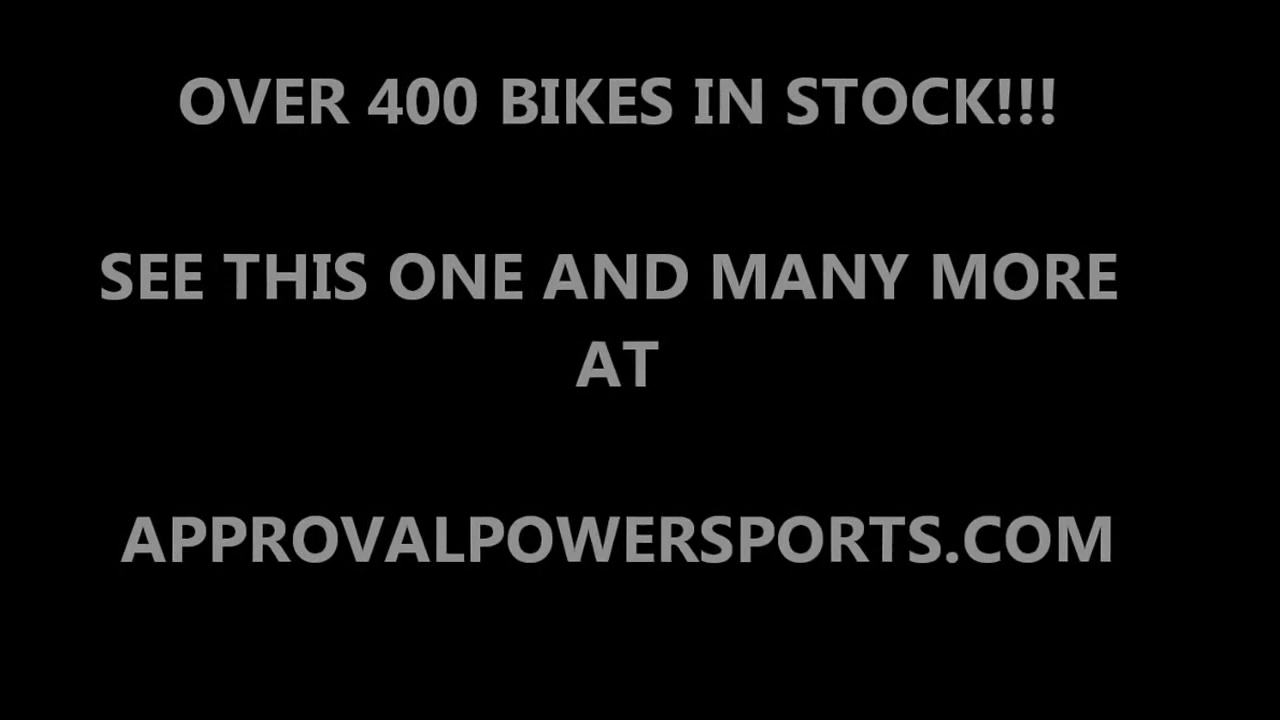 OVER 400 BIKES IN STOCK!!!
SEE THIS ONE AND MANY MORE
AT
APPROVALPOWERSPORTS.COM